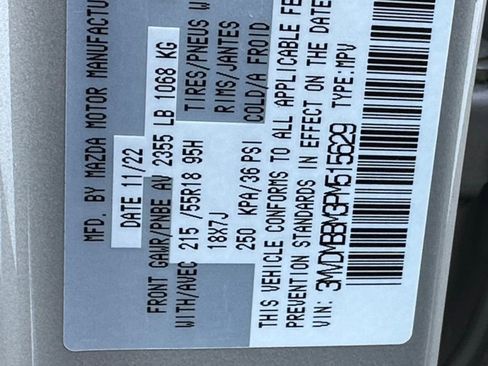 MFD. BY MAZDA MOTOR MANUFACTU
DATE 11/22
FRONT GAWR/PNBE AV 2355 LB 1068 KG
WITH/AVEC 215 /55R18 95H TIRES/PNEUS W
18X7J RIMS/JANTES
250 KPA/36 PSI COLD/A FROID
THIS VEHICLE CONFORMS TO ALL APPLICABLE FE
PREVENTION STANDARDS IN EFFECT ON THE DATE
VIN: 3MVDMBBM3PM515629 TYPE: MPV